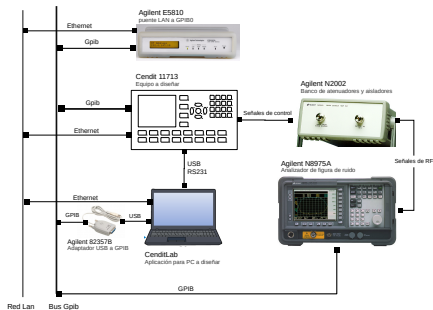 Agilent E5810
puente LAN a GPIB0
Ethernet
Gpib
Cendit 11713
Equipo a diseñar
Agilent N2002
Banco de atenuadores y aisladores
Gpib
Señales de control
Ethernet
USB
RS231
Agilent N8975A
Analizador de figura de ruido
Señales de RF
Ethernet
GPIB
USB
Agilent 82357B
Adaptador USB a GPIB
CenditLab
Aplicación para PC a diseñar
GPIB
Red Lan
Bus Gpib